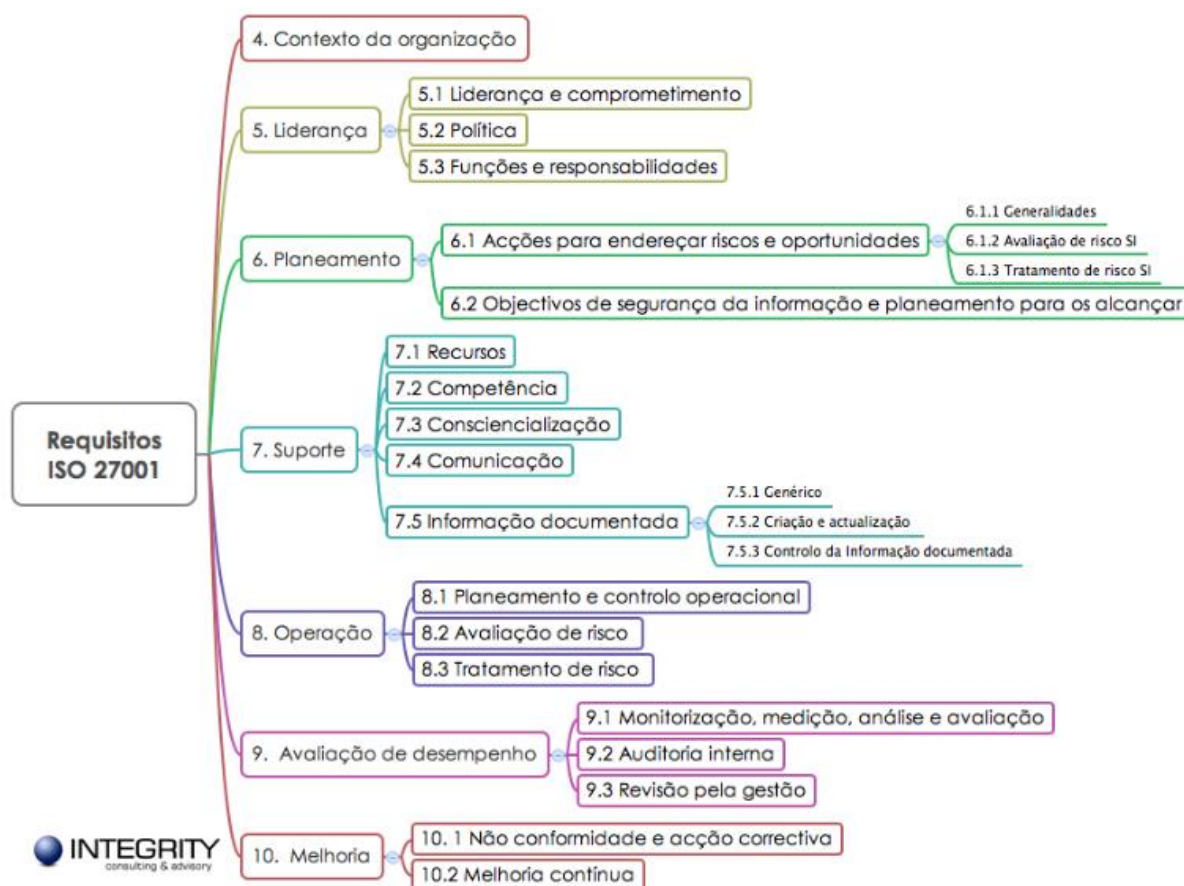 4. Contexto da organização
5. Liderança
5.1 Liderança e comprometimento
5.2 Política
5.3 Funções e responsabilidades
6. Planeamento
6.1 Acções para endereçar riscos e oportunidades
6.1.1 Generalidades
6.1.2 Avaliação de risco SI
6.1.3 Tratamento de risco SI
6.2 Objectivos de segurança da informação e planeamento para os alcançar
Requisitos
ISO 27001
7. Suporte
7.1 Recursos
7.2 Competência
7.3 Consciencialização
7.4 Comunicação
7.5 Informação documentada
7.5.1 Genérico
7.5.2 Criação e actualização
7.5.3 Controlo da Informação documentada
8. Operação
8.1 Planeamento e controlo operacional
8.2 Avaliação de risco
8.3 Tratamento de risco
9. Avaliação de desempenho
9.1 Monitorização, medição, análise e avaliação
9.2 Auditoria interna
9.3 Revisão pela gestão
10. Melhoria
10. 1 Não conformidade e acção correctiva
10.2 Melhoria contínua
INTEGRITY
consulting & advisory